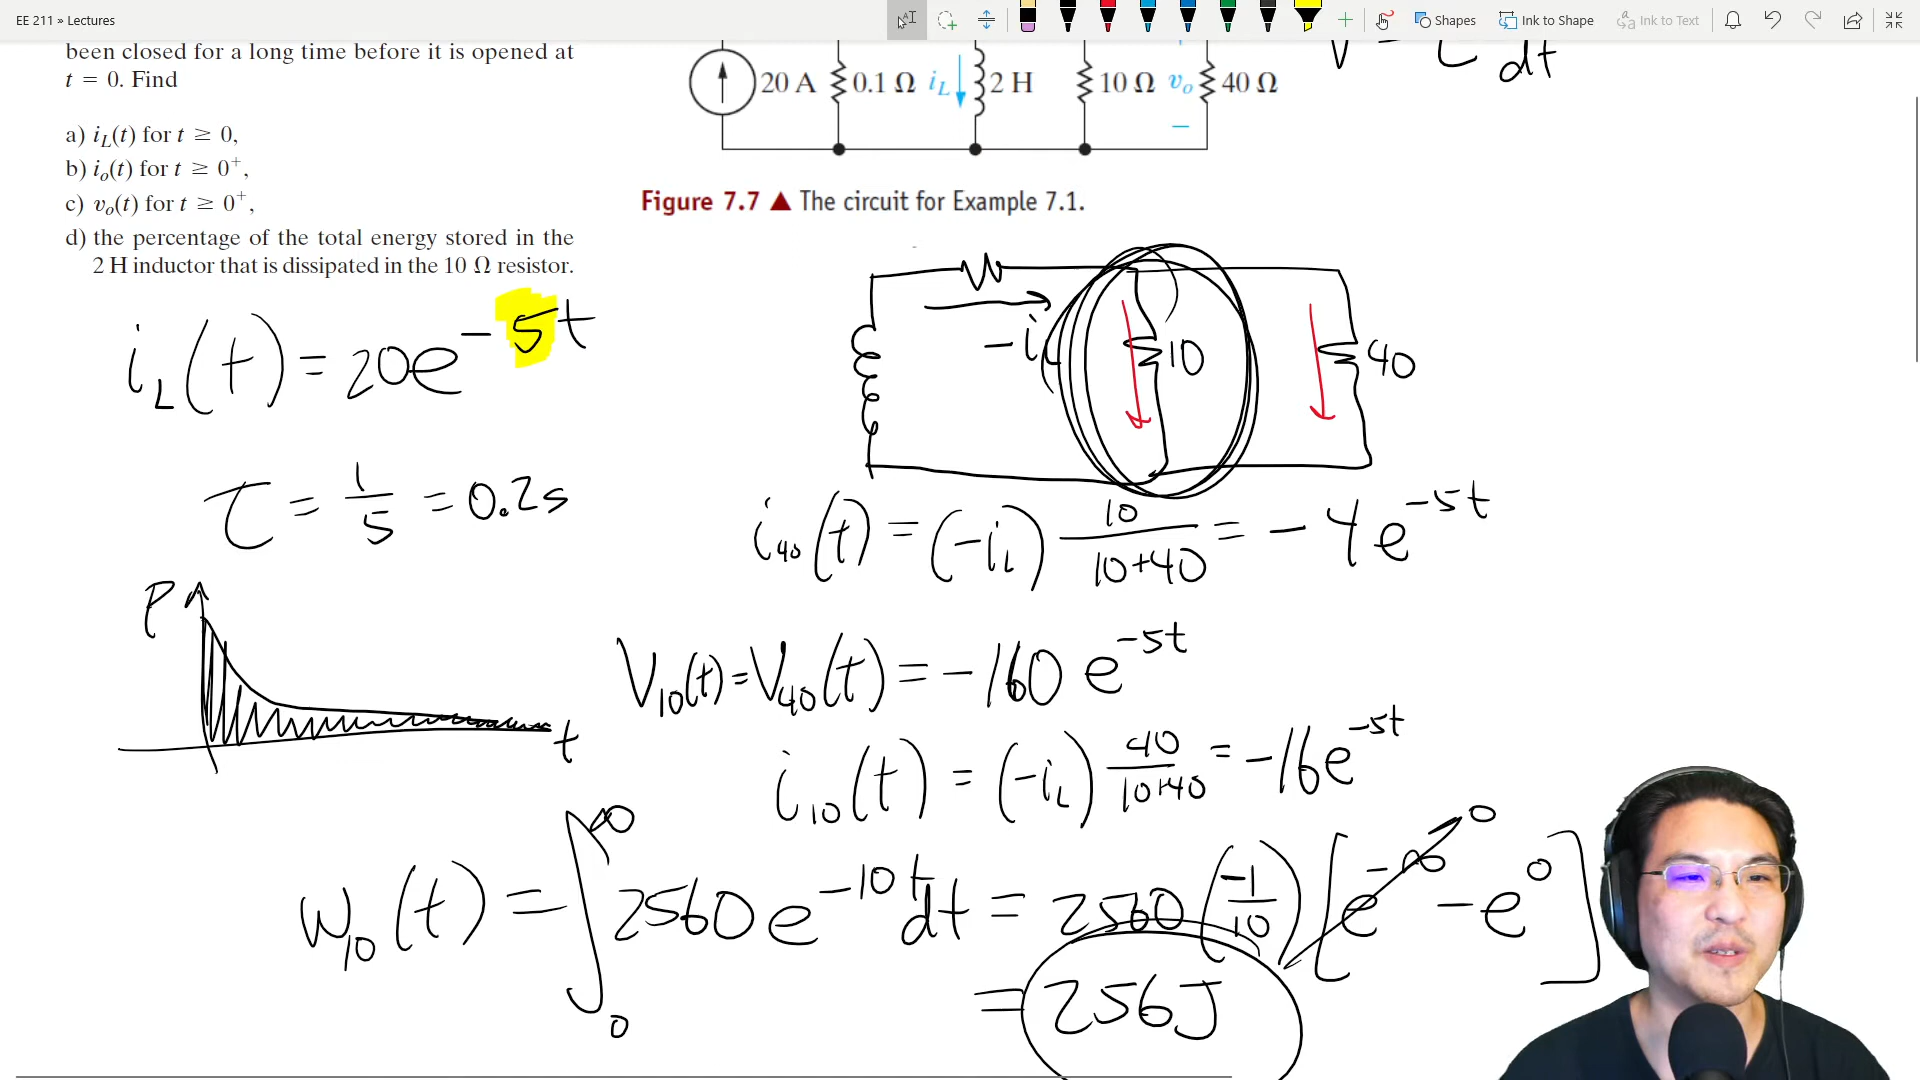 EE 211 » Lectures
Shapes
Ink to Shape
Ink to Text
been closed for a long time before it is opened at
t = 0. Find
a) i_L(t) for t ≥ 0,
b) i_o(t) for t ≥ 0⁺,
c) v_o(t) for t ≥ 0⁺,
d) the percentage of the total energy stored in the
2 H inductor that is dissipated in the 10 Ω resistor.
20 A
0.1 Ω
i_L
2 H
10 Ω
v_o
−
40 Ω
dt
Figure 7.7 ▲ The circuit for Example 7.1.
-i_L
10
40
i_L(t) = 20e^{-5t}
τ = 1/5 = 0.2s
P
t
i_40(t) = (-i_L) 10/(10+40) = -4e^{-5t}
V_10(t) = V_40(t) = -160 e^{-5t}
i_10(t) = (-i_L) 40/(10+40) = -16e^{-5t}
w_10(t) = ∫_0^∞ 2560 e^{-10t} dt = 2560 (-1/10) [e^{-∞} - e^0]
0
= 256J